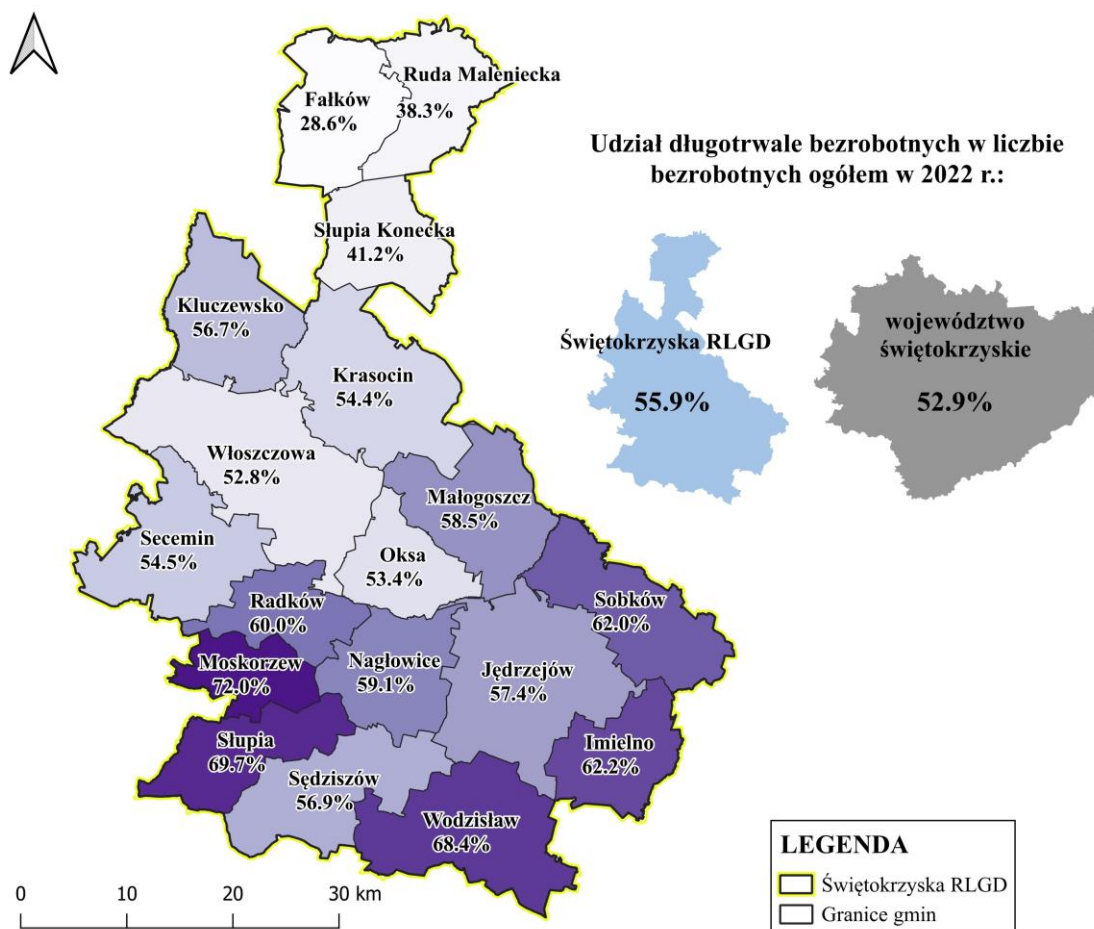 Ruda Maleniecka
38.3%
Fałków
28.6%
Udział długotrwale bezrobotnych w liczbie
bezrobotnych ogółem w 2022 r.:
Słupia Konecka
41.2%
Kluczewsko
56.7%
Świętokrzyska RLGD
55.9%
województwo
świętokrzyskie
52.9%
Krasocin
54.4%
Włoszczowa
52.8%
Małogoszcz
58.5%
Secemin
54.5%
Oksa
53.4%
Radków
60.0%
Sobków
62.0%
Moskorzew
72.0%
Nagłowice
59.1%
Jędrzejów
57.4%
Słupia
69.7%
Imielno
62.2%
Sędziszów
56.9%
Wodzisław
68.4%
LEGENDA
Świętokrzyska RLGD
Granice gmin
0 10 20 30 km